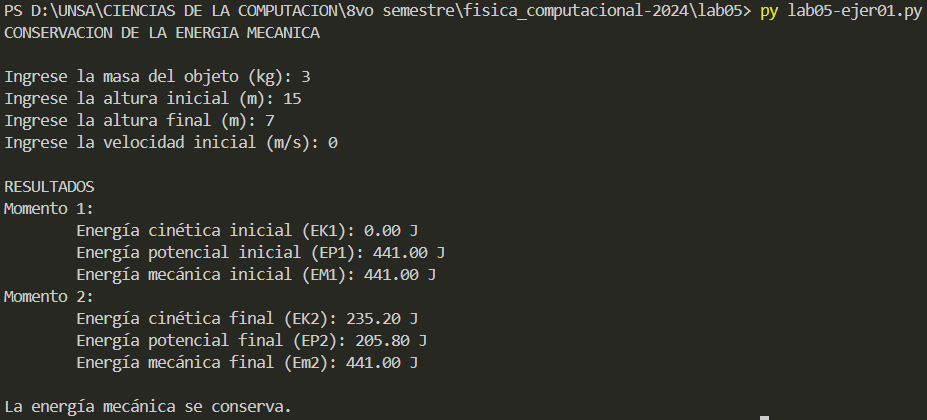 PS D:\UNSA\CIENCIAS DE LA COMPUTACION\8vo semestre\fisica_computacional-2024\lab05> py lab05-ejer01.py
CONSERVACION DE LA ENERGIA MECANICA
Ingrese la masa del objeto (kg): 3
Ingrese la altura inicial (m): 15
Ingrese la altura final (m): 7
Ingrese la velocidad inicial (m/s): 0
RESULTADOS
Momento 1:
Energía cinética inicial (EK1): 0.00 J
Energía potencial inicial (EP1): 441.00 J
Energía mecánica inicial (EM1): 441.00 J
Momento 2:
Energía cinética final (EK2): 235.20 J
Energía potencial final (EP2): 205.80 J
Energía mecánica final (Em2): 441.00 J
La energía mecánica se conserva.